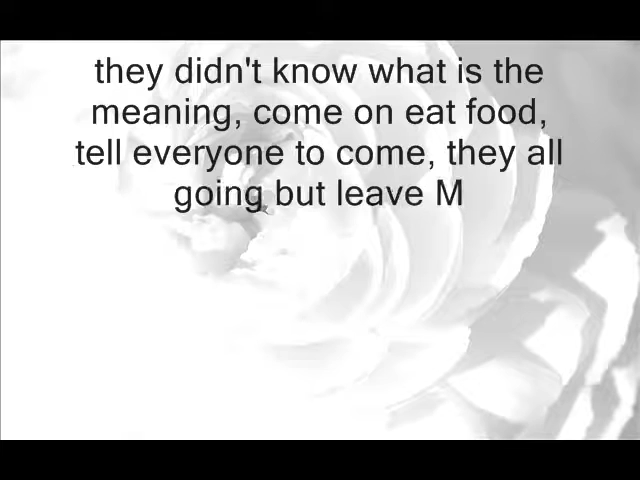 they didn't know what is the
meaning, come on eat food,
tell everyone to come, they all
going but leave M